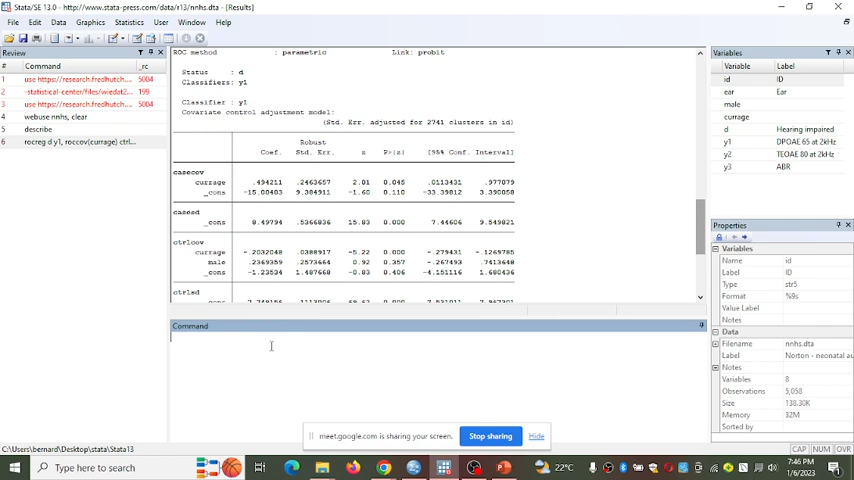 Stata/SE 13.0 - http://www.stata-press.com/data/r13/nnhs.dta - [Results]
File Edit Data Graphics Statistics User Window Help
Review
# Command _rc
1 use https://research.fredhutch.... 5004
2 -statistical-center/files/wiedat2... 199
3 use https://research.fredhutch.... 5004
4 webuse nnhs, clear
5 describe
6 rocreg d y1, roccov(currage) ctrl...
ROC method : parametric Link: probit
Status : d
Classifiers: y1
Classifier : y1
Covariate control adjustment model:
(Std. Err. adjusted for 2741 clusters in id)
Robust
Coef. Std. Err. z P>|z| [95% Conf. Interval]
casecov
currage .494211 .2463657 2.01 0.045 .0113431 .977079
_cons -15.00403 9.384911 -1.60 0.110 -33.39812 3.390058
casesd
_cons 8.49794 .5366836 15.83 0.000 7.44606 9.549821
ctrlcov
currage -.2032048 .0388917 -5.22 0.000 -.279431 -.1269785
male .2369359 .2573664 0.92 0.357 -.267493 .7413648
_cons -1.23534 1.487668 -0.83 0.406 -4.151116 1.680436
ctrlsd
Command
Variables
Variable Label
id ID
ear Ear
male
currage
d Hearing impaired
y1 DPOAE 65 at 2kHz
y2 TEOAE 80 at 2kHz
y3 ABR
Properties
Variables
Name id
Label ID
Type str5
Format %9s
Value Label
Notes
Data
Filename nnhs.dta
Label Norton - neonatal au
Notes
Variables 8
Observations 5,058
Size 138.30K
Memory 32M
Sorted by
meet.google.com is sharing your screen. Stop sharing Hide
C:\Users\bernard\Desktop\stata\Stata13 CAP NUM OVR
Type here to search
22°C
7:46 PM
1/6/2023